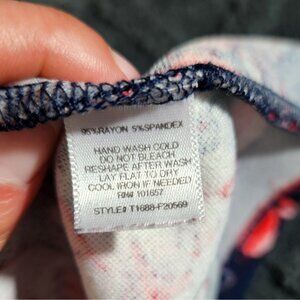 95%RAYON 5%SPANDEX
HAND WASH COLD
DO NOT BLEACH
RESHAPE AFTER WASH
LAY FLAT TO DRY
COOL IRON IF NEEDED
RN# 101657
STYLE# T1688-F20569